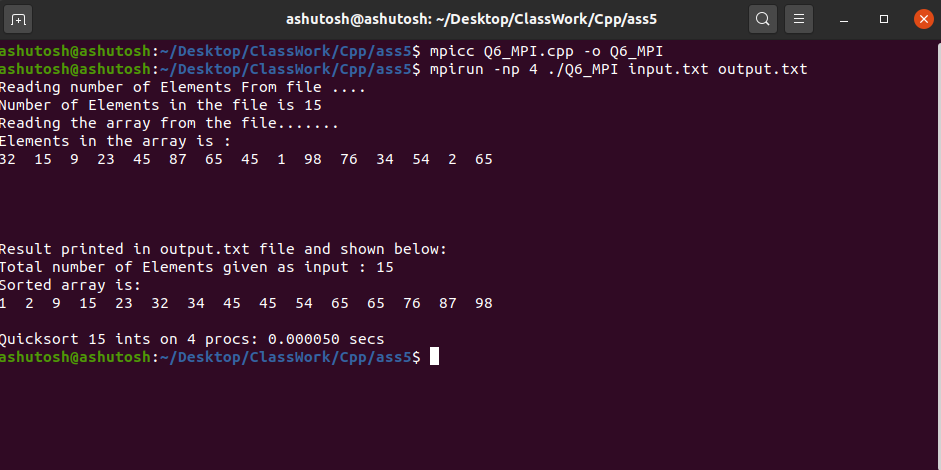 ashutosh@ashutosh: ~/Desktop/ClassWork/Cpp/ass5
ashutosh@ashutosh:~/Desktop/ClassWork/Cpp/ass5$ mpicc Q6_MPI.cpp -o Q6_MPI
ashutosh@ashutosh:~/Desktop/ClassWork/Cpp/ass5$ mpirun -np 4 ./Q6_MPI input.txt output.txt
Reading number of Elements From file ....
Number of Elements in the file is 15
Reading the array from the file.......
Elements in the array is :
32  15  9  23  45  87  65  45  1  98  76  34  54  2  65
Result printed in output.txt file and shown below:
Total number of Elements given as input : 15
Sorted array is:
1  2  9  15  23  32  34  45  45  54  65  65  76  87  98
Quicksort 15 ints on 4 procs: 0.000050 secs
ashutosh@ashutosh:~/Desktop/ClassWork/Cpp/ass5$